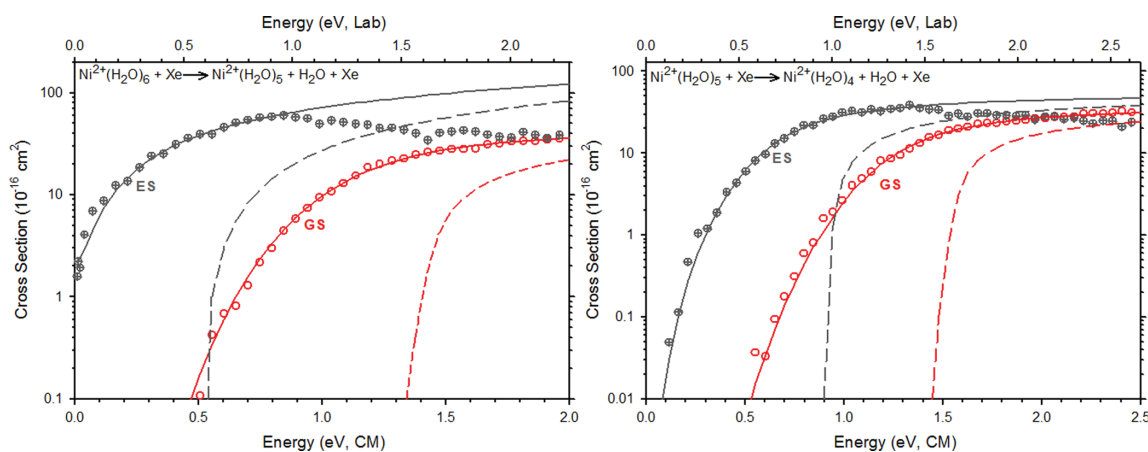 Energy (eV, Lab)
0.0 0.5 1.0 1.5 2.0
Ni²⁺(H₂O)₆ + Xe→Ni²⁺(H₂O)₅ + H₂O + Xe
Cross Section (10⁻¹⁶ cm²)
100
10
1
0.1
ES
GS
0.0 0.5 1.0 1.5 2.0
Energy (eV, CM)
Energy (eV, Lab)
0.0 0.5 1.0 1.5 2.0 2.5
Ni²⁺(H₂O)₅ + Xe→Ni²⁺(H₂O)₄ + H₂O + Xe
Cross Section (10⁻¹⁶ cm²)
100
10
1
0.1
0.01
ES
GS
0.0 0.5 1.0 1.5 2.0 2.5
Energy (eV, CM)